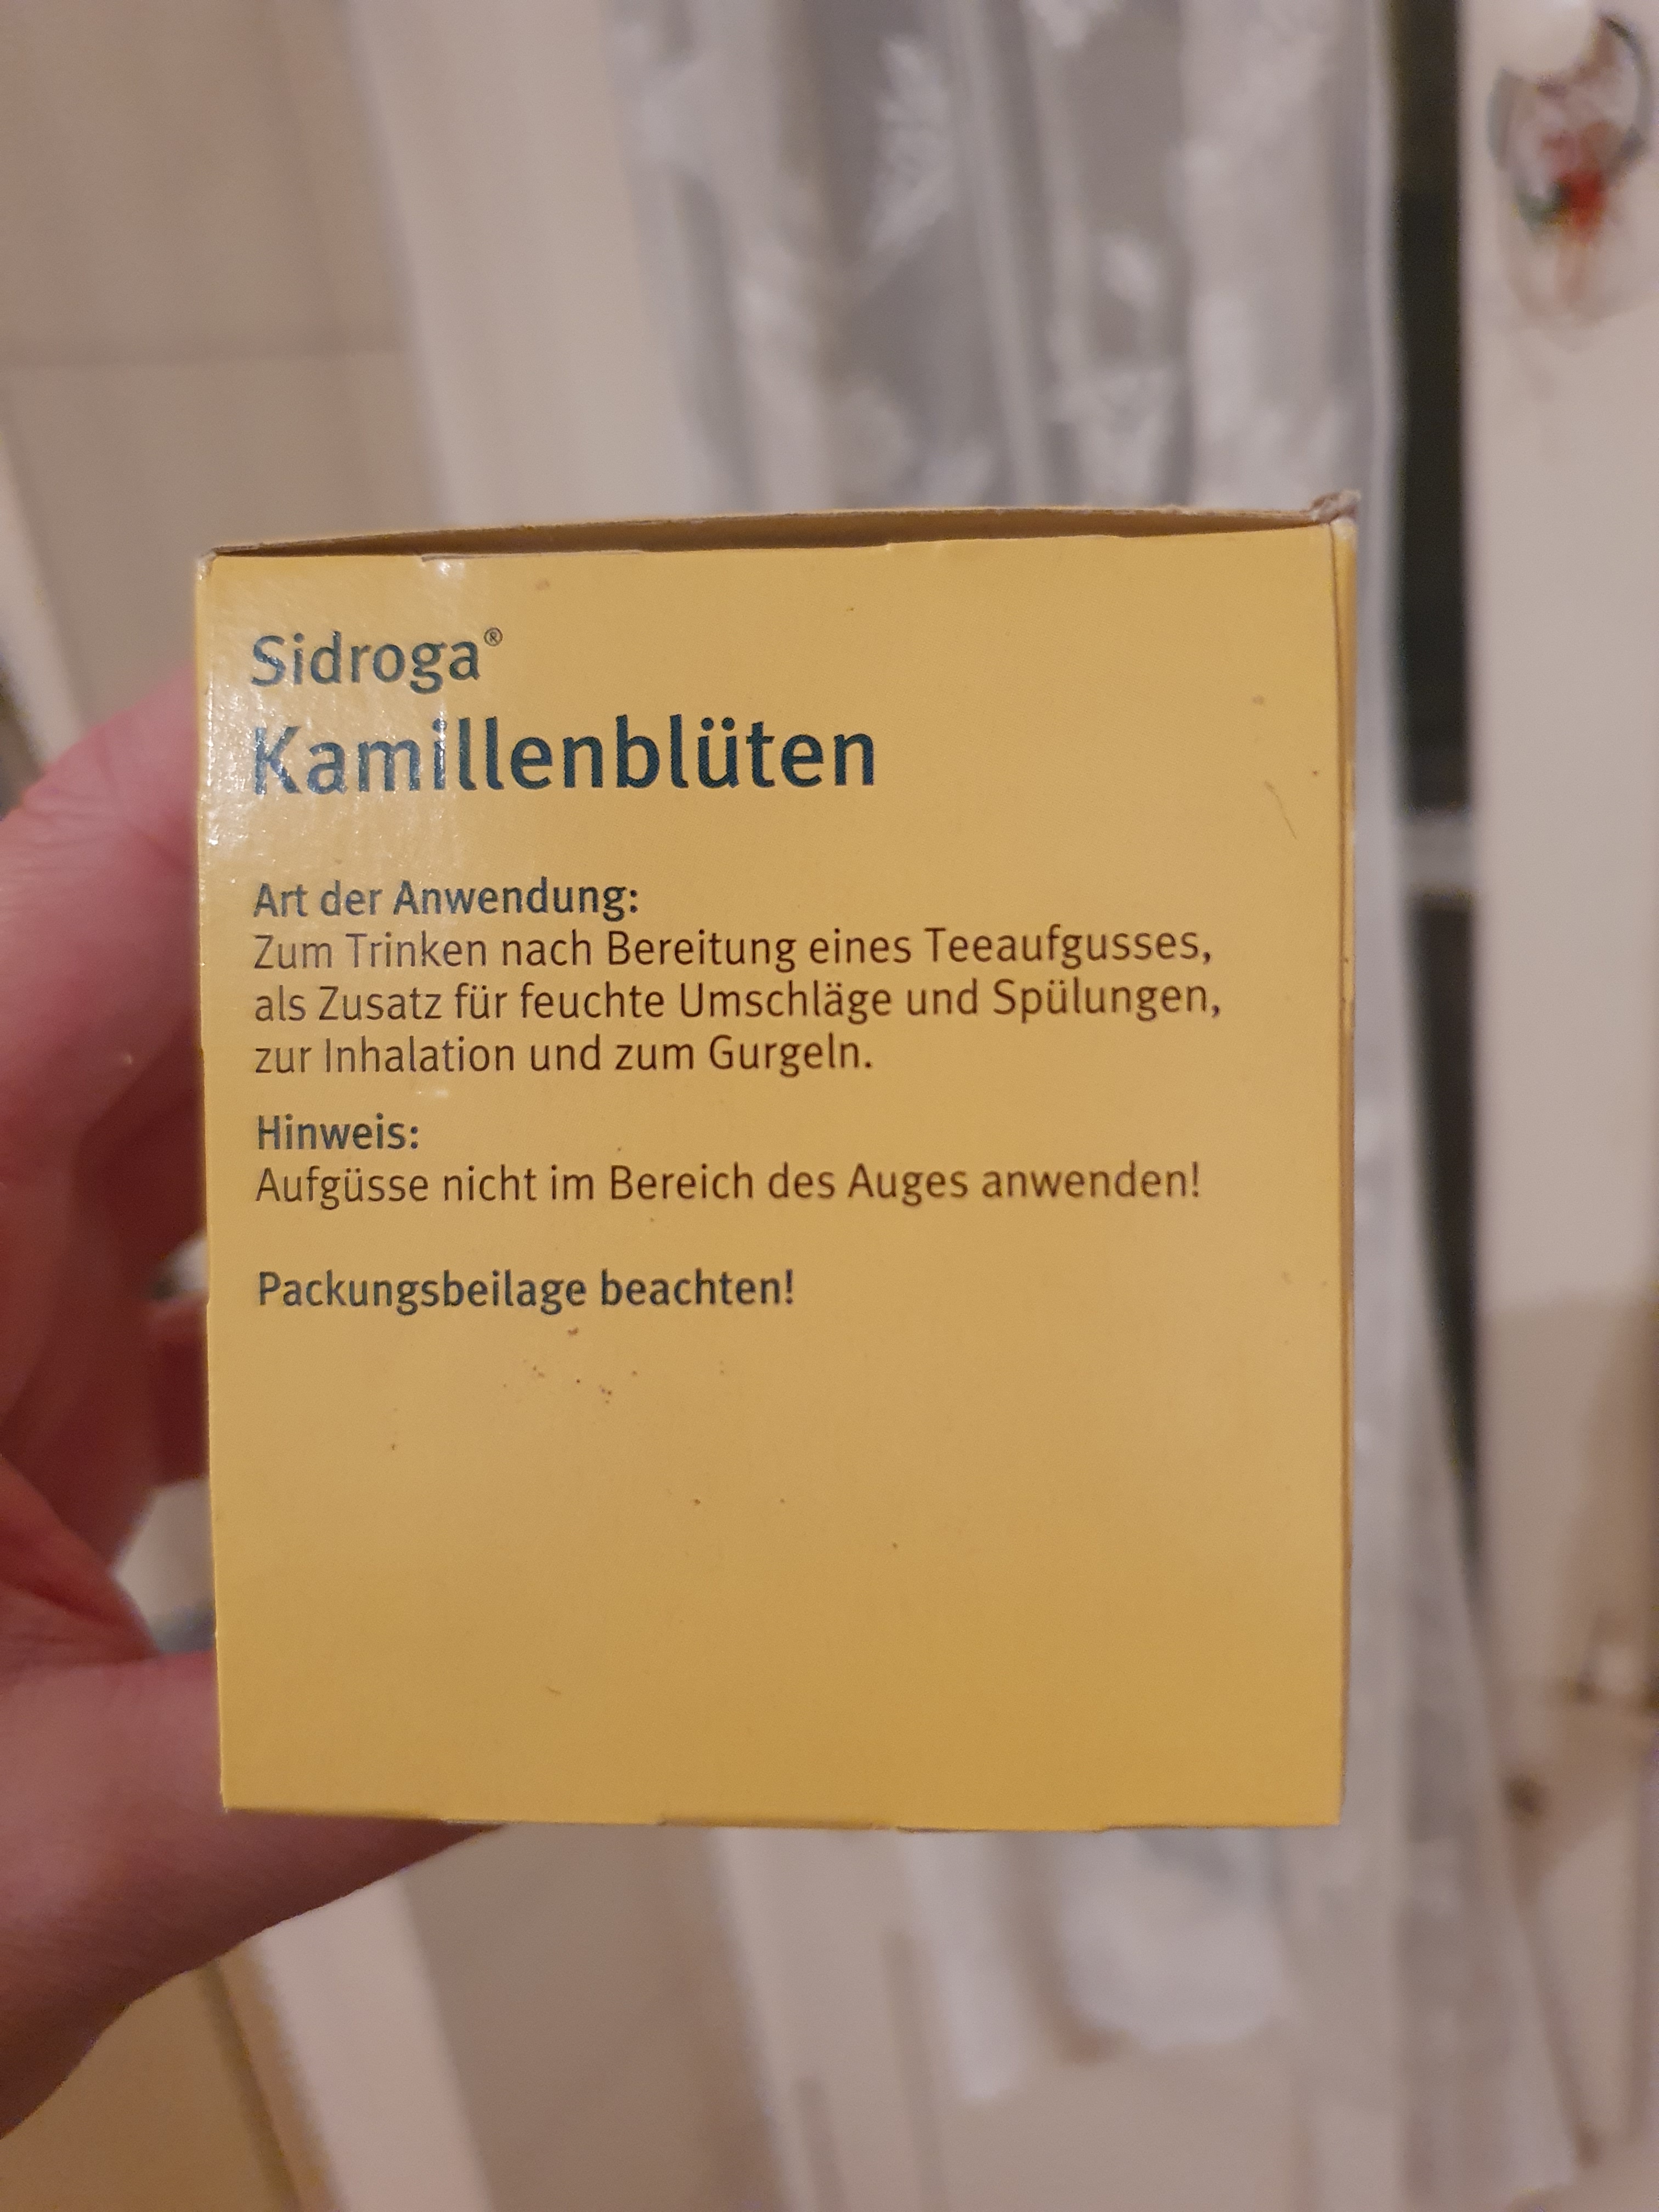 Sidroga®
Kamillenblüten
Art der Anwendung:
Zum Trinken nach Bereitung eines Teeaufgusses,
als Zusatz für feuchte Umschläge und Spülungen,
zur Inhalation und zum Gurgeln.
Hinweis:
Aufgüsse nicht im Bereich des Auges anwenden!
Packungsbeilage beachten!